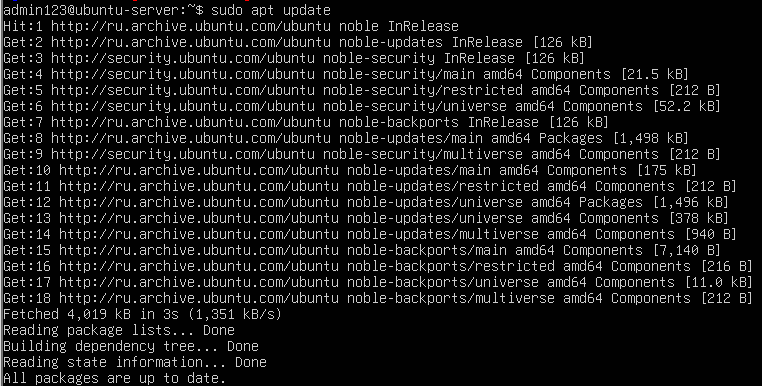 admin123@ubuntu-server:~$ sudo apt update
Hit:1 http://ru.archive.ubuntu.com/ubuntu noble InRelease
Get:2 http://ru.archive.ubuntu.com/ubuntu noble-updates InRelease [126 kB]
Get:3 http://security.ubuntu.com/ubuntu noble-security InRelease [126 kB]
Get:4 http://security.ubuntu.com/ubuntu noble-security/main amd64 Components [21.5 kB]
Get:5 http://security.ubuntu.com/ubuntu noble-security/restricted amd64 Components [212 B]
Get:6 http://security.ubuntu.com/ubuntu noble-security/universe amd64 Components [52.2 kB]
Get:7 http://ru.archive.ubuntu.com/ubuntu noble-backports InRelease [126 kB]
Get:8 http://ru.archive.ubuntu.com/ubuntu noble-updates/main amd64 Packages [1,498 kB]
Get:9 http://security.ubuntu.com/ubuntu noble-security/multiverse amd64 Components [212 B]
Get:10 http://ru.archive.ubuntu.com/ubuntu noble-updates/main amd64 Components [175 kB]
Get:11 http://ru.archive.ubuntu.com/ubuntu noble-updates/restricted amd64 Components [212 B]
Get:12 http://ru.archive.ubuntu.com/ubuntu noble-updates/universe amd64 Packages [1,496 kB]
Get:13 http://ru.archive.ubuntu.com/ubuntu noble-updates/universe amd64 Components [378 kB]
Get:14 http://ru.archive.ubuntu.com/ubuntu noble-updates/multiverse amd64 Components [940 B]
Get:15 http://ru.archive.ubuntu.com/ubuntu noble-backports/main amd64 Components [7,140 B]
Get:16 http://ru.archive.ubuntu.com/ubuntu noble-backports/restricted amd64 Components [216 B]
Get:17 http://ru.archive.ubuntu.com/ubuntu noble-backports/universe amd64 Components [11.0 kB]
Get:18 http://ru.archive.ubuntu.com/ubuntu noble-backports/multiverse amd64 Components [212 B]
Fetched 4,019 kB in 3s (1,351 kB/s)
Reading package lists... Done
Building dependency tree... Done
Reading state information... Done
All packages are up to date.